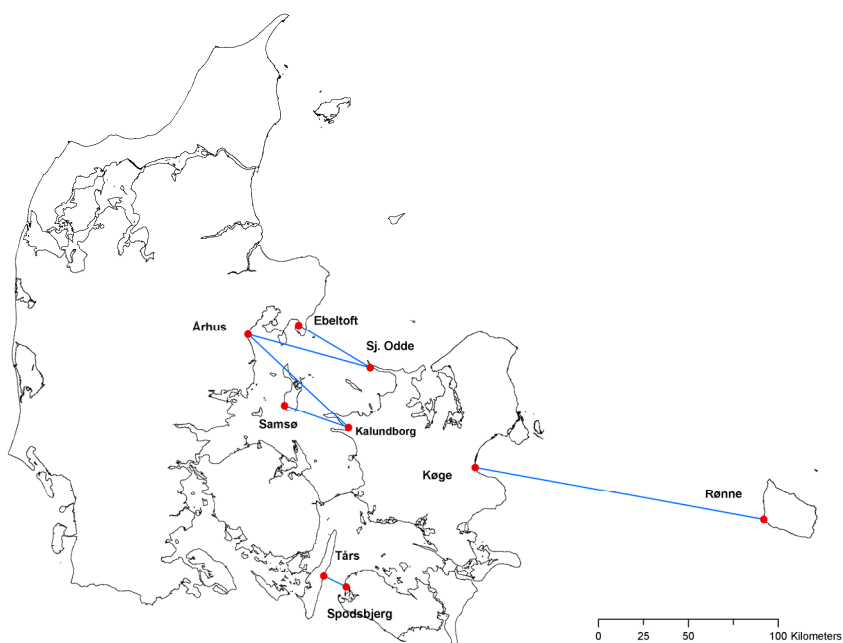 Ebeltoft
Århus
Sj. Odde
Samsø
Kalundborg
Køge
Rønne
Tårs
Spodsbjerg
0 25 50 100 Kilometers